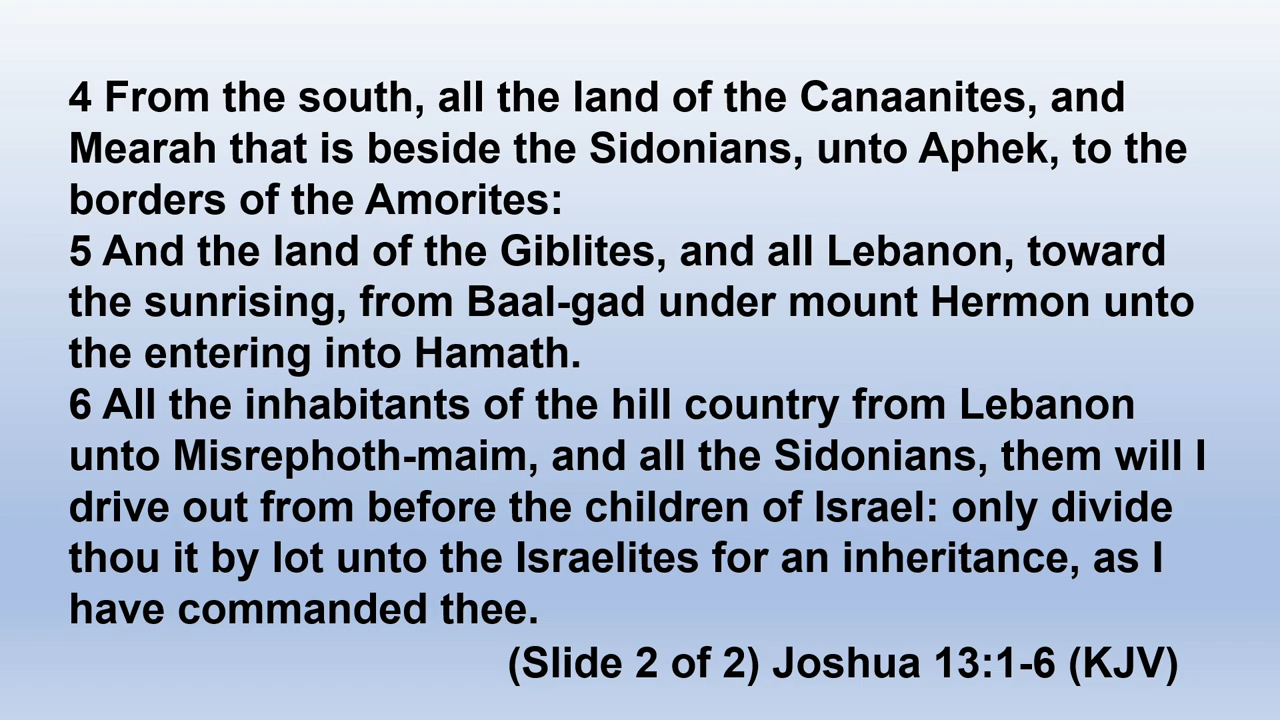 4 From the south, all the land of the Canaanites, and
Mearah that is beside the Sidonians, unto Aphek, to the
borders of the Amorites:
5 And the land of the Giblites, and all Lebanon, toward
the sunrising, from Baal-gad under mount Hermon unto
the entering into Hamath.
6 All the inhabitants of the hill country from Lebanon
unto Misrephoth-maim, and all the Sidonians, them will I
drive out from before the children of Israel: only divide
thou it by lot unto the Israelites for an inheritance, as I
have commanded thee.
(Slide 2 of 2) Joshua 13:1-6 (KJV)